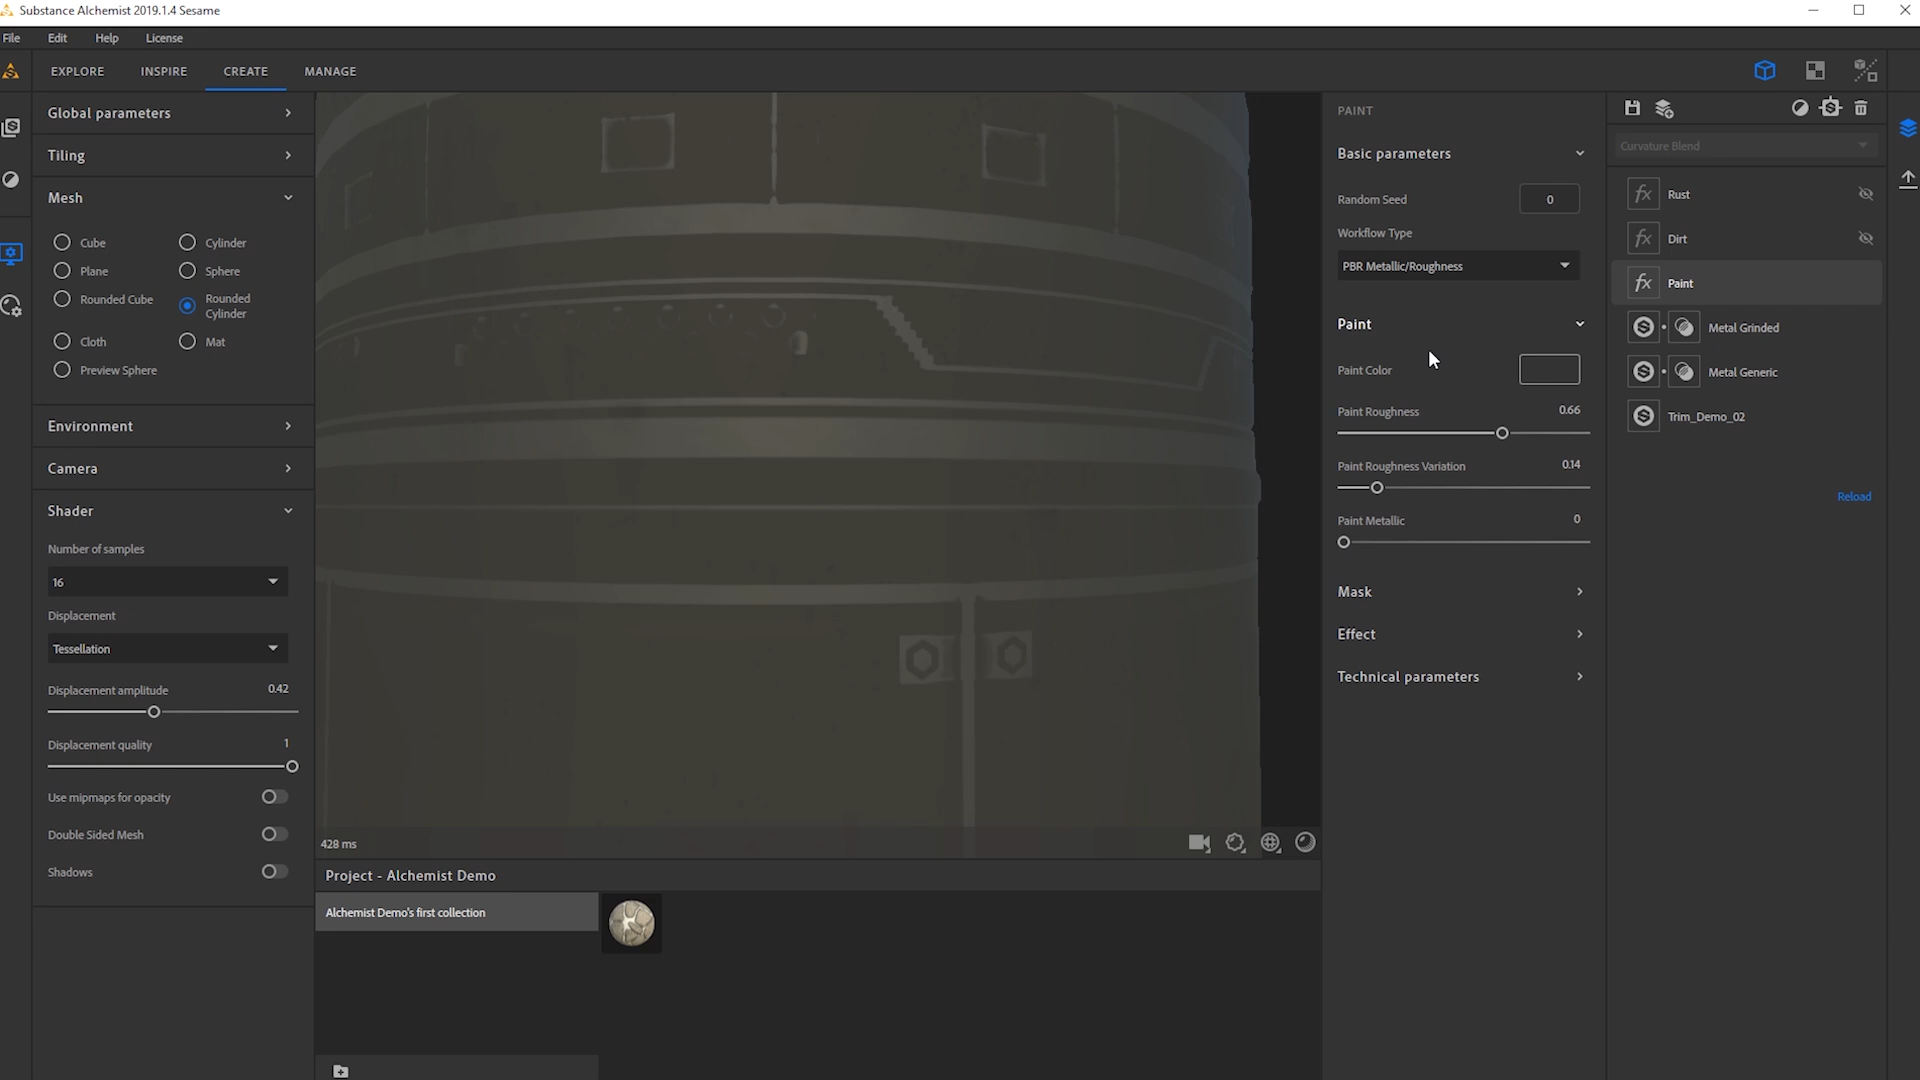 Substance Alchemist 2019.1.4 Sesame
File Edit Help License
EXPLORE INSPIRE CREATE MANAGE
Global parameters
Tiling
Mesh
Cube Cylinder
Plane Sphere
Rounded Cube Rounded
Cylinder
Cloth Mat
Preview Sphere
Environment
Camera
Shader
Number of samples
16
Displacement
Tessellation
Displacement amplitude 0.42
Displacement quality 1
Use mipmaps for opacity
Double Sided Mesh
Shadows
428 ms
Project - Alchemist Demo
Alchemist Demo's first collection
PAINT
Basic parameters
Random Seed 0
Workflow Type
PBR Metallic/Roughness
Paint
Paint Color
Paint Roughness 0.66
Paint Roughness Variation 0.14
Paint Metallic 0
Mask
Effect
Technical parameters
Curvature Blend
fx Rust
fx Dirt
fx Paint
Metal Grinded
Metal Generic
Trim_Demo_02
Reload